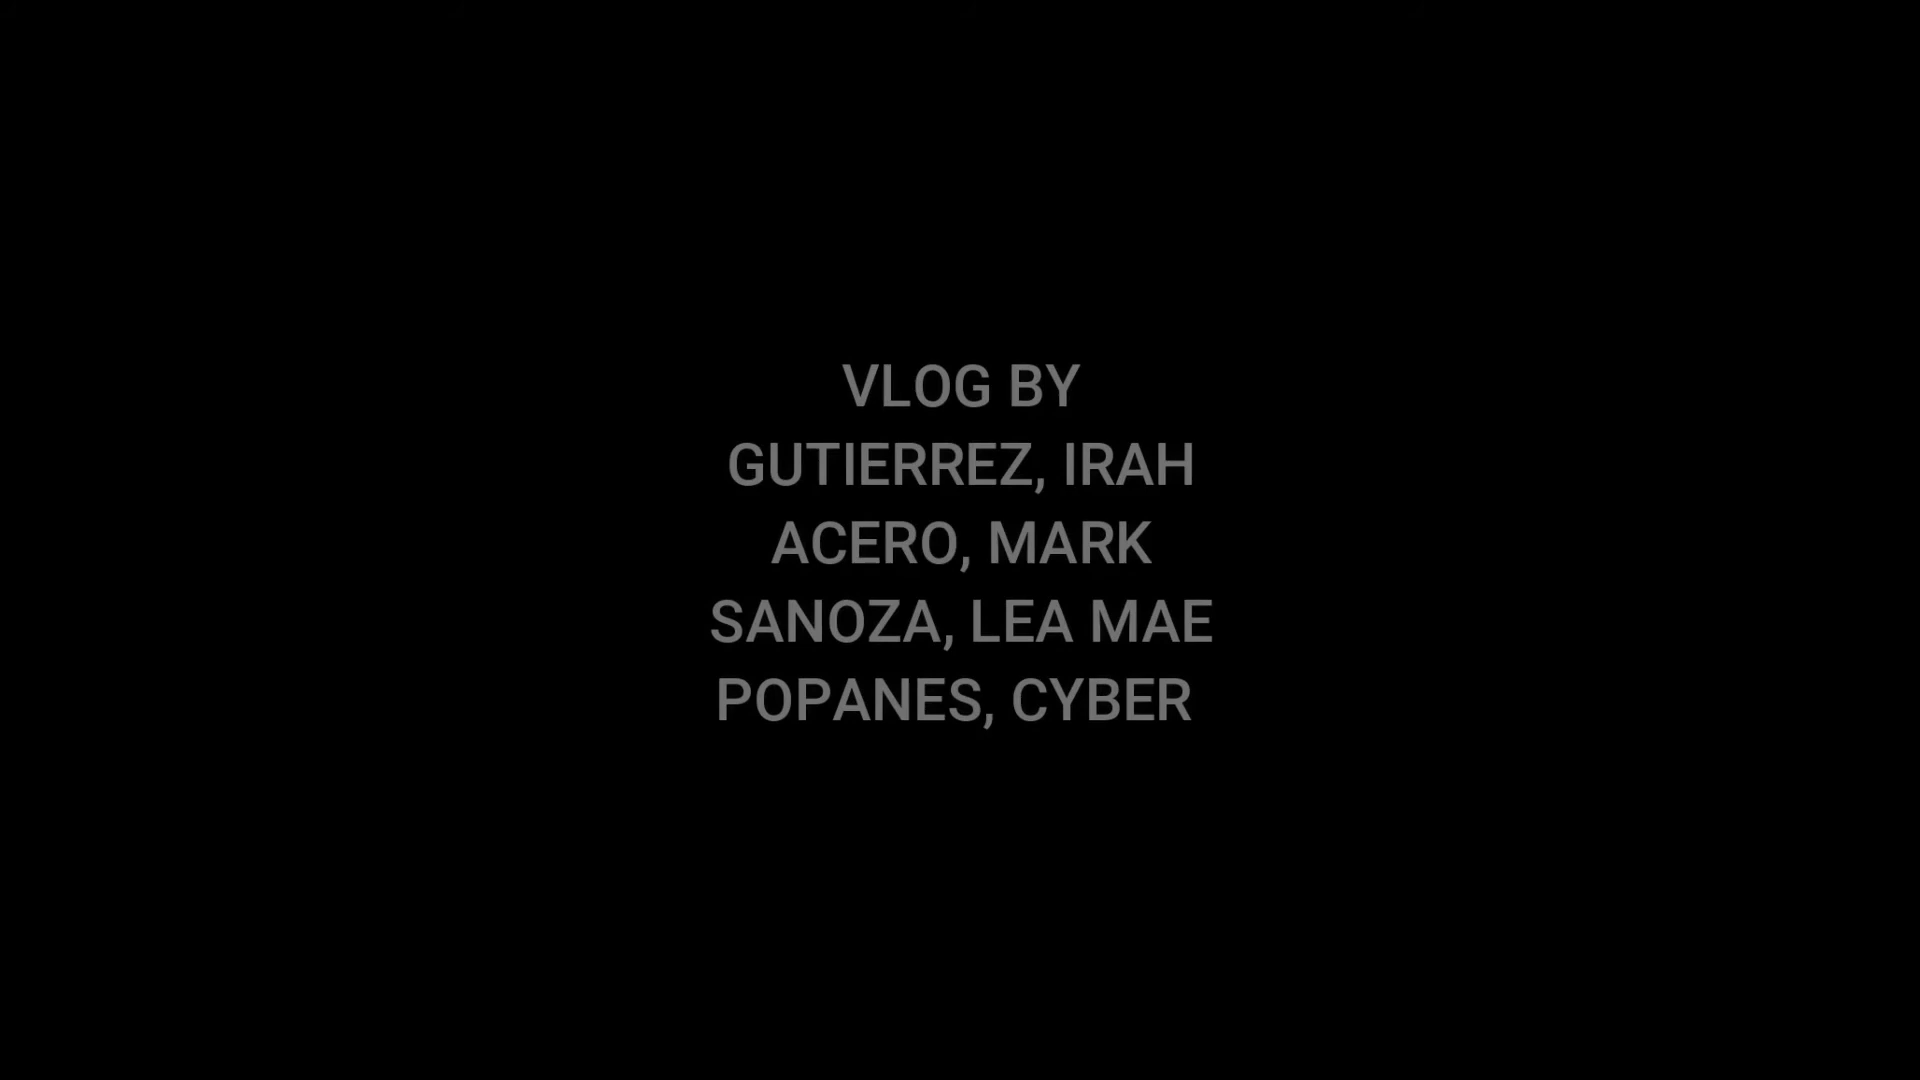 VLOG BY
GUTIERREZ, IRAH
ACERO, MARK
SANOZA, LEA MAE
POPANES, CYBER